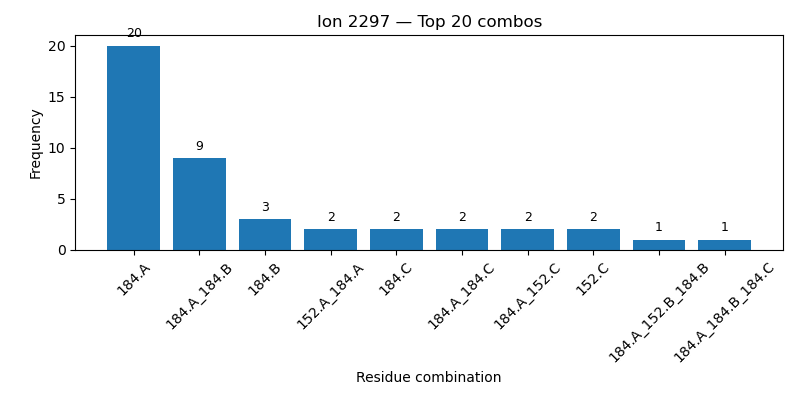 Ion 2297 — Top 20 combos
Frequency
20
15
10
5
0
20
9
3
2
2
2
2
2
1
1
184.A
184.A_184.B
184.B
152.A_184.A
184.C
184.A_184.C
184.A_152.C
152.C
184.A_152.B_184.B
184.A_184.B_184.C
Residue combination